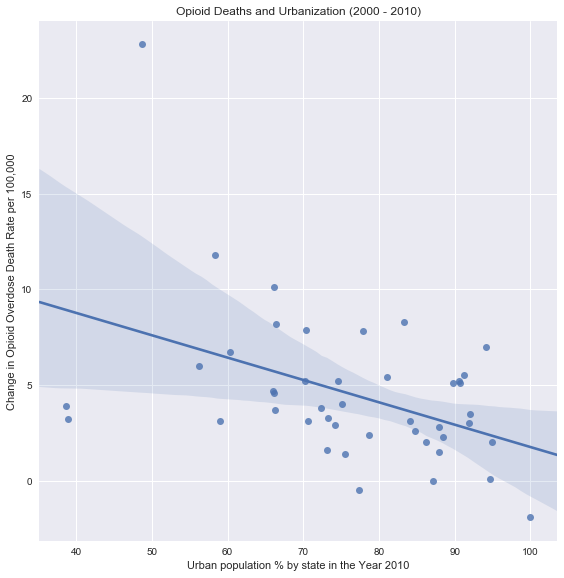 Opioid Deaths and Urbanization (2000 - 2010)
Change in Opioid Overdose Death Rate per 100,000
20
15
10
5
0
40 50 60 70 80 90 100
Urban population % by state in the Year 2010